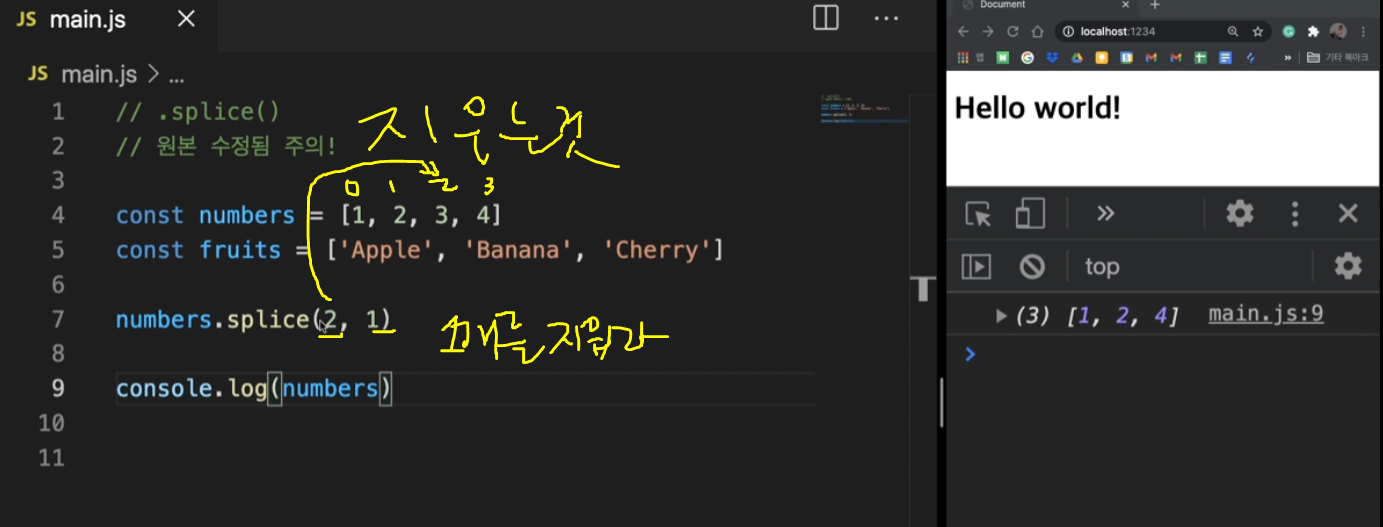 JS main.js ×
JS main.js > ...
1 // .splice()
2 // 원본 수정됨 주의!
지우는것
3
0 1 2 3
4 const numbers = [1, 2, 3, 4]
5 const fruits = ['Apple', 'Banana', 'Cherry']
6
7 numbers.splice(2, 1)
1개를 지워라
8
9 console.log(numbers)
10
11
T
Document × +
localhost:1234
앱 » 기타 북마크
Hello world!
» ⋮ ×
top
▶ (3) [1, 2, 4] main.js:9
>